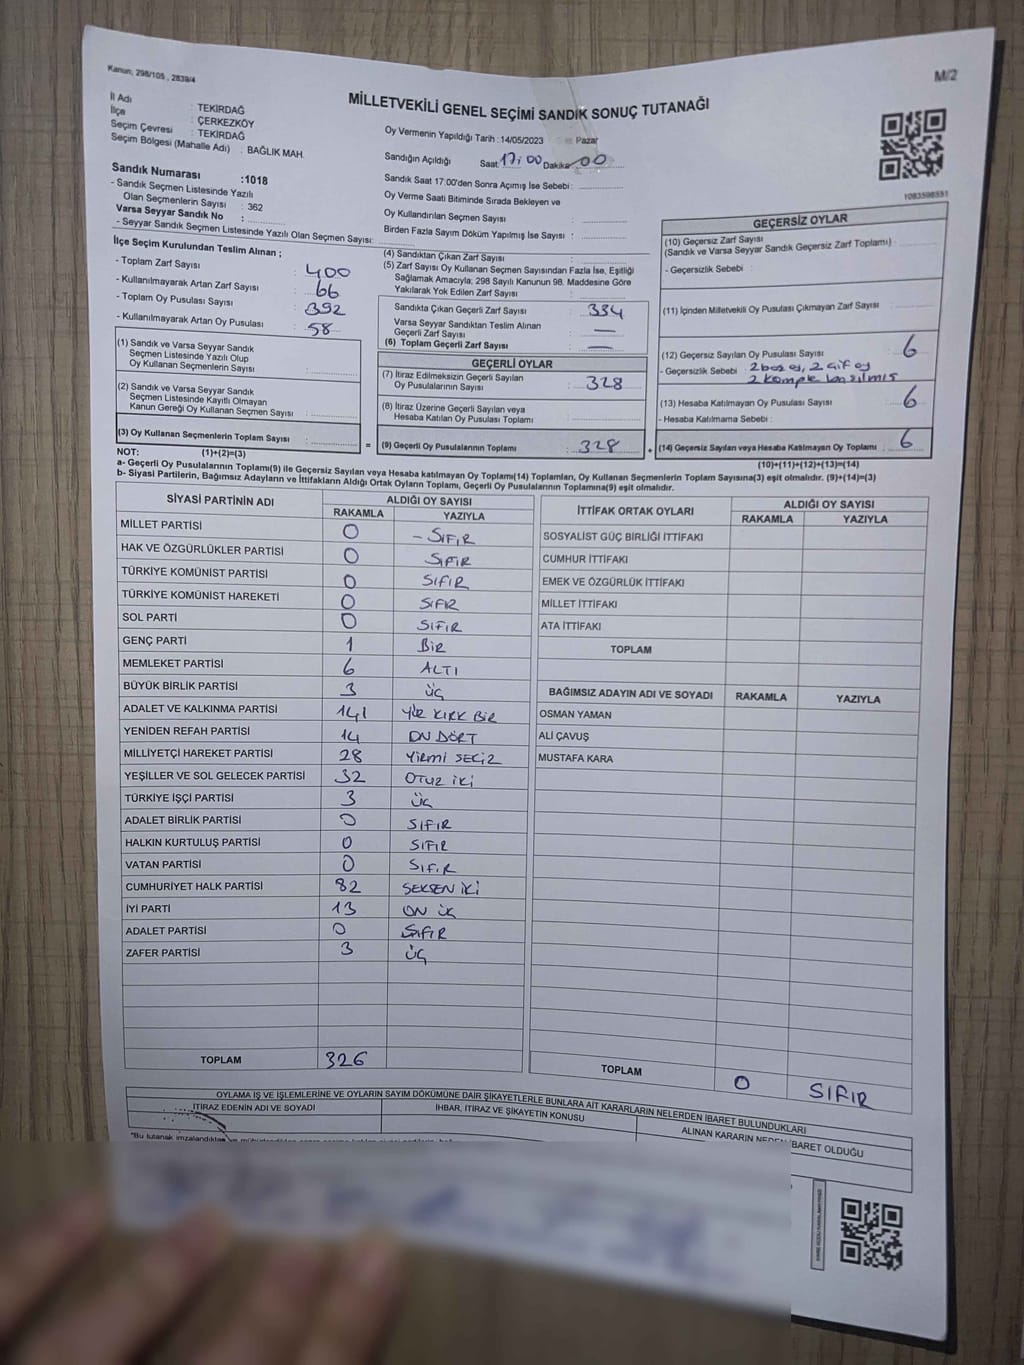 Kanun, 298/105 , 2839/4
M/2
MİLLETVEKİLİ GENEL SEÇİMİ SANDIK SONUÇ TUTANAĞI
İl Adı : TEKİRDAĞ
İlçe : ÇERKEZKÖY
Seçim Çevresi : TEKİRDAĞ
Seçim Bölgesi (Mahalle Adı) : BAĞLIK MAH.
Sandık Numarası :1018
- Sandık Seçmen Listesinde Yazılı
Olan Seçmenlerin Sayısı : 362
Varsa Seyyar Sandık No :
- Seyyar Sandık Seçmen Listesinde Yazılı Olan Seçmen Sayısı:
İlçe Seçim Kurulundan Teslim Alınan ;
- Toplam Zarf Sayısı : 400
- Kullanılmayarak Artan Zarf Sayısı : 66
- Toplam Oy Pusulası Sayısı : 392
- Kullanılmayarak Artan Oy Pusulası : 58
(1) Sandık ve Varsa Seyyar Sandık
Seçmen Listesinde Yazılı Olup
Oy Kullanan Seçmenlerin Sayısı :
(2) Sandık ve Varsa Seyyar Sandık
Seçmen Listesinde Kayıtlı Olmayan
Kanun Gereği Oy Kullanan Seçmen Sayısı :
(3) Oy Kullanan Seçmenlerin Toplam Sayısı :
Oy Vermenin Yapıldığı Tarih : 14/05/2023 Pazar
Sandığın Açıldığı Saat: 17:00 Dakika: 00
Sandık Saat 17:00'den Sonra Açımış İse Sebebi :
Oy Verme Saati Bitiminde Sırada Bekleyen ve
Oy Kullandırılan Seçmen Sayısı :
Birden Fazla Sayım Döküm Yapılmış İse Sayısı :
(4) Sandıktan Çıkan Zarf Sayısı :
(5) Zarf Sayısı Oy Kullanan Seçmen Sayısından Fazla İse, Eşitliği
Sağlamak Amacıyla; 298 Sayılı Kanunun 98. Maddesine Göre
Yakılarak Yok Edilen Zarf Sayısı :
Sandıkta Çıkan Geçerli Zarf Sayısı : 334
Varsa Seyyar Sandıktan Teslim Alınan
Geçerli Zarf Sayısı : —
(6) Toplam Geçerli Zarf Sayısı : —
GEÇERLİ OYLAR
(7) İtiraz Edilmeksizin Geçerli Sayılan
Oy Pusulalarının Sayısı : 328
(8) İtiraz Üzerine Geçerli Sayılan veya
Hesaba Katılan Oy Pusulası Toplamı :
= (9) Geçerli Oy Pusulalarının Toplamı : 328
1083598551
GEÇERSİZ OYLAR
(10) Geçersiz Zarf Sayısı
(Sandık ve Varsa Seyyar Sandık Geçersiz Zarf Toplamı) :
- Geçersizlik Sebebi :
(11) İçinden Milletvekili Oy Pusulası Çıkmayan Zarf Sayısı :
(12) Geçersiz Sayılan Oy Pusulası Sayısı : 6
- Geçersizlik Sebebi : 2 boş oy, 2 çift oy
2 komple basılmış
(13) Hesaba Katılmayan Oy Pusulası Sayısı : 6
- Hesaba Katılmama Sebebi :
+ (14) Geçersiz Sayılan veya Hesaba Katılmayan Oy Toplamı : 6
NOT: (1)+(2)=(3)
(10)+(11)+(12)+(13)=(14)
a- Geçerli Oy Pusulalarının Toplamı(9) ile Geçersiz Sayılan veya Hesaba katılmayan Oy Toplamı(14) Toplamları, Oy Kullanan Seçmenlerin Toplam Sayısına(3) eşit olmalıdır. (9)+(14)=(3)
b- Siyasi Partilerin, Bağımsız Adayların ve İttifakların Aldığı Ortak Oyların Toplamı, Geçerli Oy Pusulalarının Toplamına(9) eşit olmalıdır.
SİYASİ PARTİNİN ADI ALDIĞI OY SAYISI
RAKAMLA YAZIYLA
MİLLET PARTİSİ 0 - SIFIR
HAK VE ÖZGÜRLÜKLER PARTİSİ 0 SIFIR
TÜRKİYE KOMÜNİST PARTİSİ 0 SIFIR
TÜRKİYE KOMÜNİST HAREKETİ 0 SIFIR
SOL PARTİ 0 SIFIR
GENÇ PARTİ 1 BİR
MEMLEKET PARTİSİ 6 ALTI
BÜYÜK BİRLİK PARTİSİ 3 ÜÇ
ADALET VE KALKINMA PARTİSİ 141 YÜZ KIRK BİR
YENİDEN REFAH PARTİSİ 14 ON DÖRT
MİLLİYETÇİ HAREKET PARTİSİ 28 YİRMİ SEKİZ
YEŞİLLER VE SOL GELECEK PARTİSİ 32 OTUZ İKİ
TÜRKİYE İŞÇİ PARTİSİ 3 ÜÇ
ADALET BİRLİK PARTİSİ 0 SIFIR
HALKIN KURTULUŞ PARTİSİ 0 SIFIR
VATAN PARTİSİ 0 SIFIR
CUMHURİYET HALK PARTİSİ 82 SEKSEN İKİ
İYİ PARTİ 13 ON ÜÇ
ADALET PARTİSİ 0 SIFIR
ZAFER PARTİSİ 3 ÜÇ
TOPLAM 326
İTTİFAK ORTAK OYLARI ALDIĞI OY SAYISI
RAKAMLA YAZIYLA
SOSYALİST GÜÇ BİRLİĞİ İTTİFAKI
CUMHUR İTTİFAKI
EMEK VE ÖZGÜRLÜK İTTİFAKI
MİLLET İTTİFAKI
ATA İTTİFAKI
TOPLAM
BAĞIMSIZ ADAYIN ADI VE SOYADI RAKAMLA YAZIYLA
OSMAN YAMAN
ALİ ÇAVUŞ
MUSTAFA KARA
TOPLAM 0 SIFIR
OYLAMA İŞ VE İŞLEMLERİNE VE OYLARIN SAYIM DÖKÜMÜNE DAİR ŞİKAYETLERLE BUNLARA AİT KARARLARIN NELERDEN İBARET BULUNDUKLARI
İTİRAZ EDENİN ADI VE SOYADI İHBAR, İTİRAZ VE ŞİKAYETİN KONUSU ALINAN KARARIN NEDEN İBARET OLDUĞU
"Bu tutanak imzalandıktan